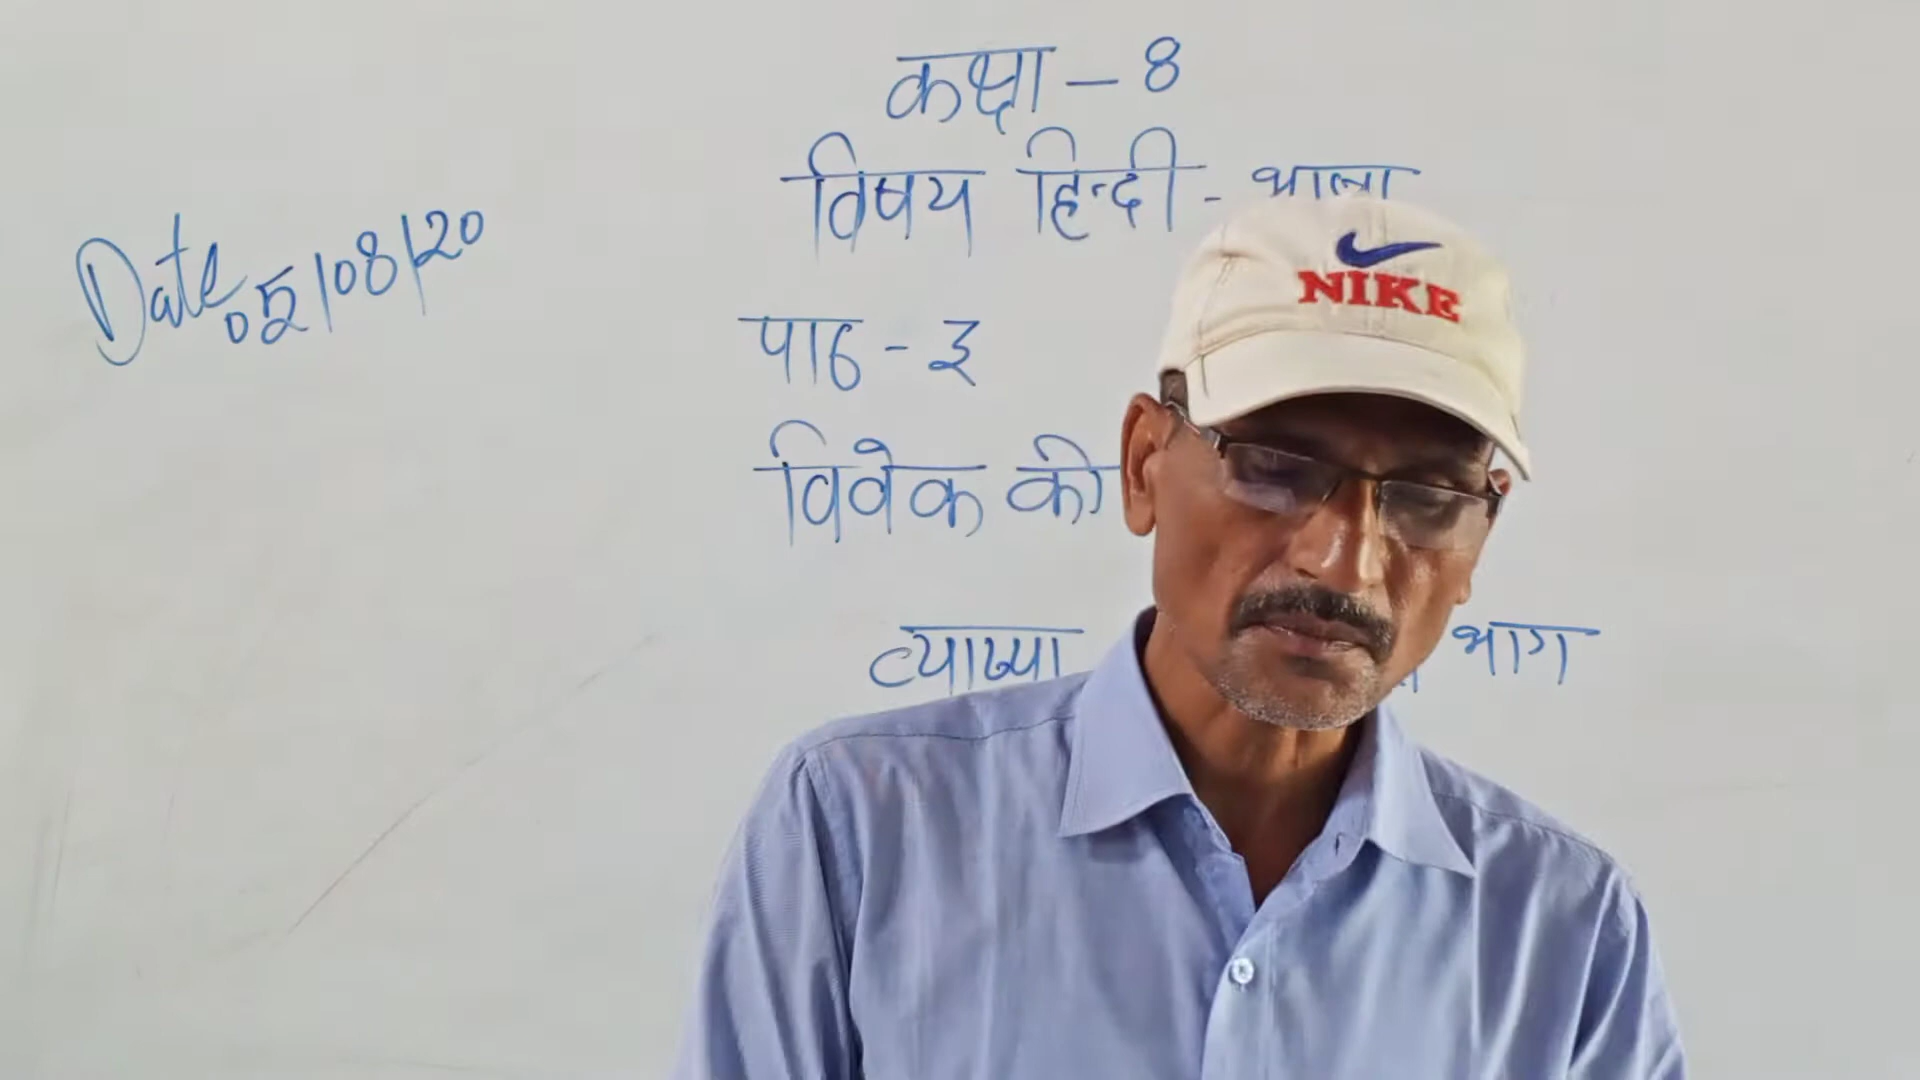 कक्षा - 8
विषय हिन्दी -
Date 05/08/20
NIKE
पाठ - ३
विवेक की
व्याख्या भाग